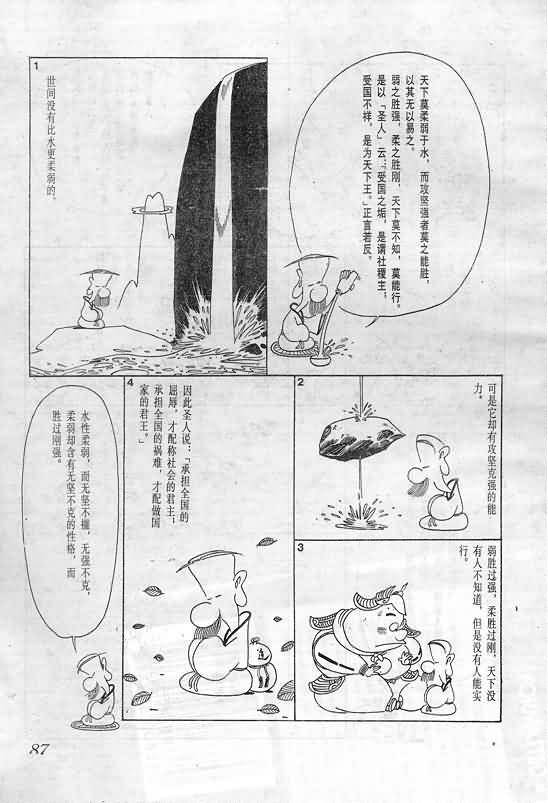 天下莫柔弱于水，而攻坚强者莫之能胜，
以其无以易之。
弱之胜强，柔之胜刚，天下莫不知，莫能行。
是以「圣人」云：「受国之垢，是谓社稷主，
受国不祥，是为天下王。」正言若反。
1
世间没有比水更柔弱的，
2
可是它却有攻坚克强的能
力。
3
弱胜过强，柔胜过刚，天下没
有人不知道，但是没有人能实
行。
4
因此圣人说：「承担全国的
屈辱，才配称社会的君主；
承担全国的祸难，才配做国
家的君王。」
道
水性柔弱，而无坚不摧，无强不克，
柔弱却含有无坚不克的性格，而
胜过刚强。
87